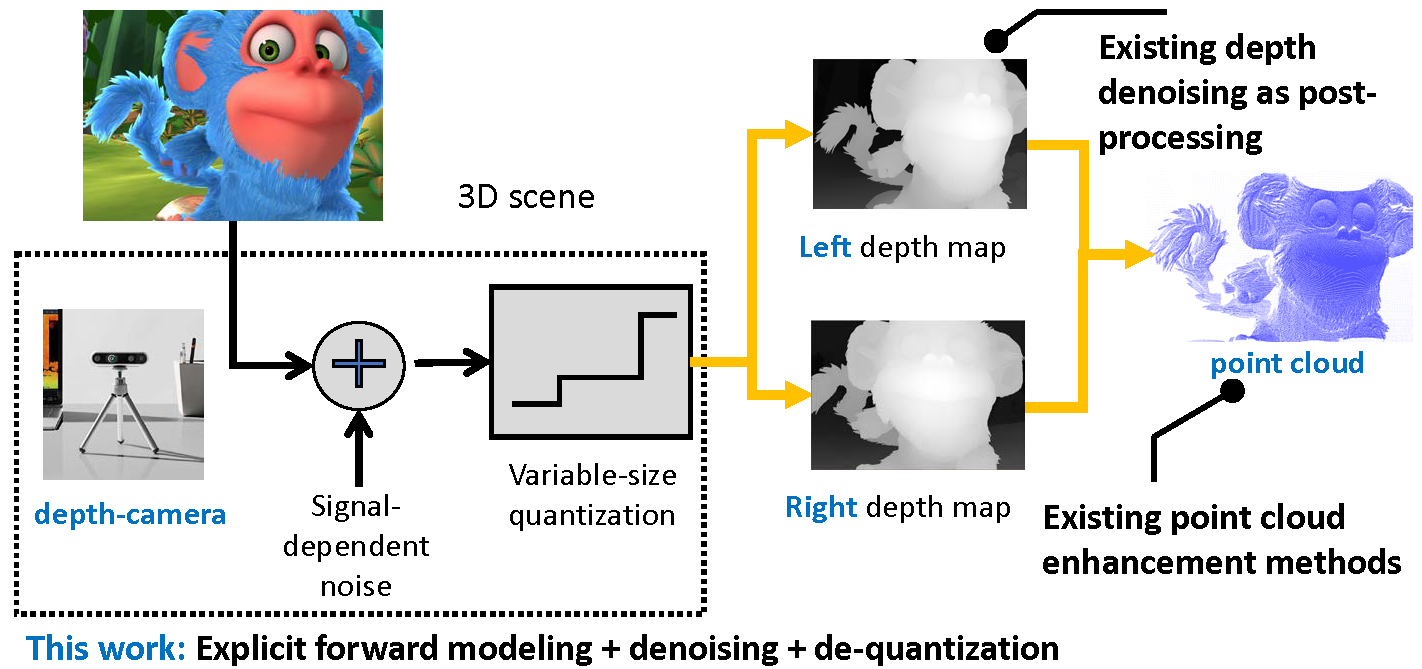 3D scene
Existing depth
denoising as post-
processing
Left depth map
point cloud
depth-camera
Signal-
dependent
noise
Variable-size
quantization
Right depth map
Existing point cloud
enhancement methods
This work: Explicit forward modeling + denoising + de-quantization